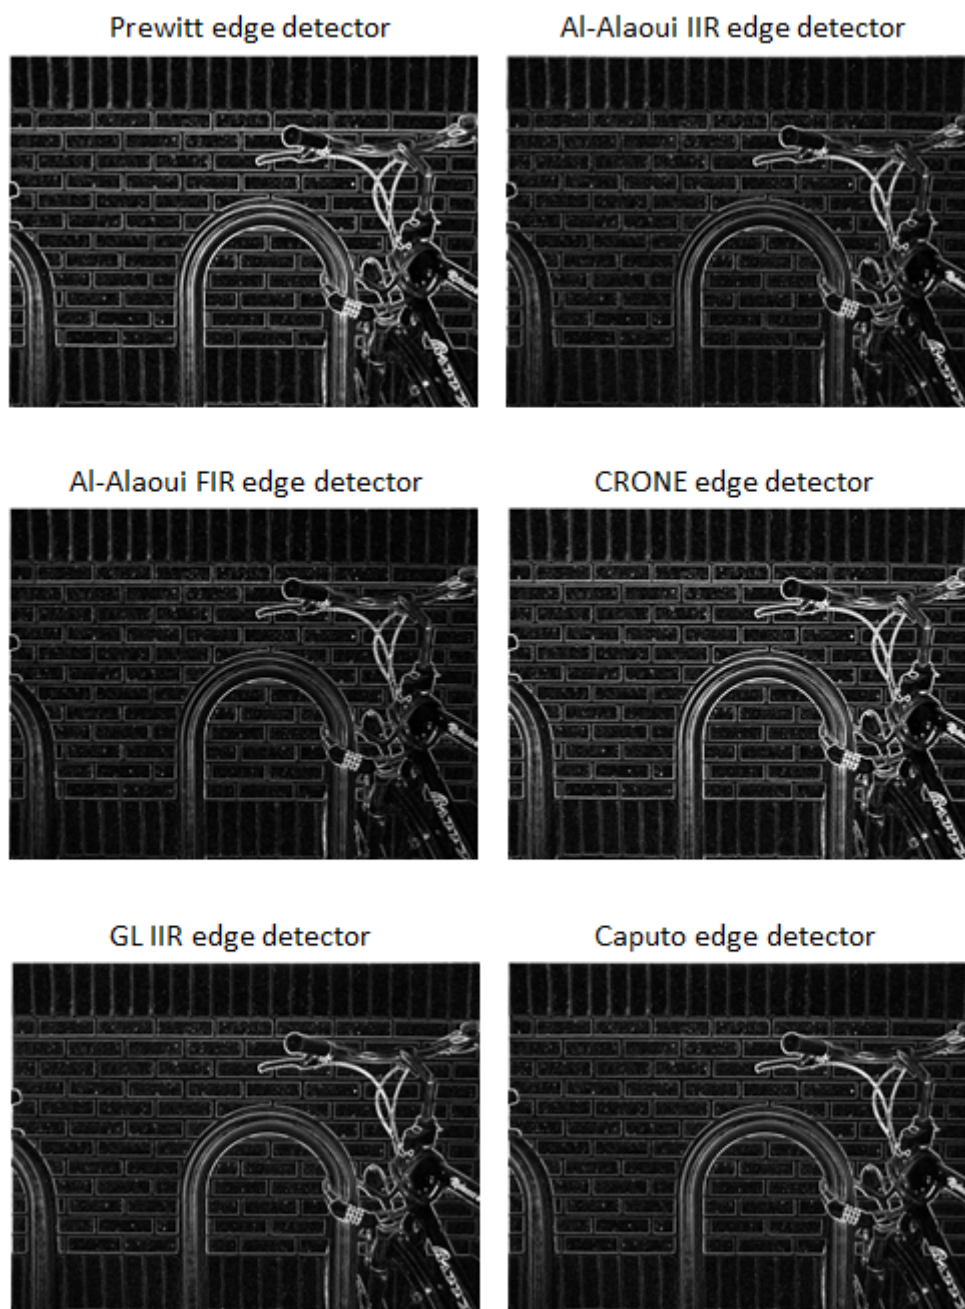 Prewitt edge detector
Al-Alaoui IIR edge detector
Al-Alaoui FIR edge detector
CRONE edge detector
GL IIR edge detector
Caputo edge detector